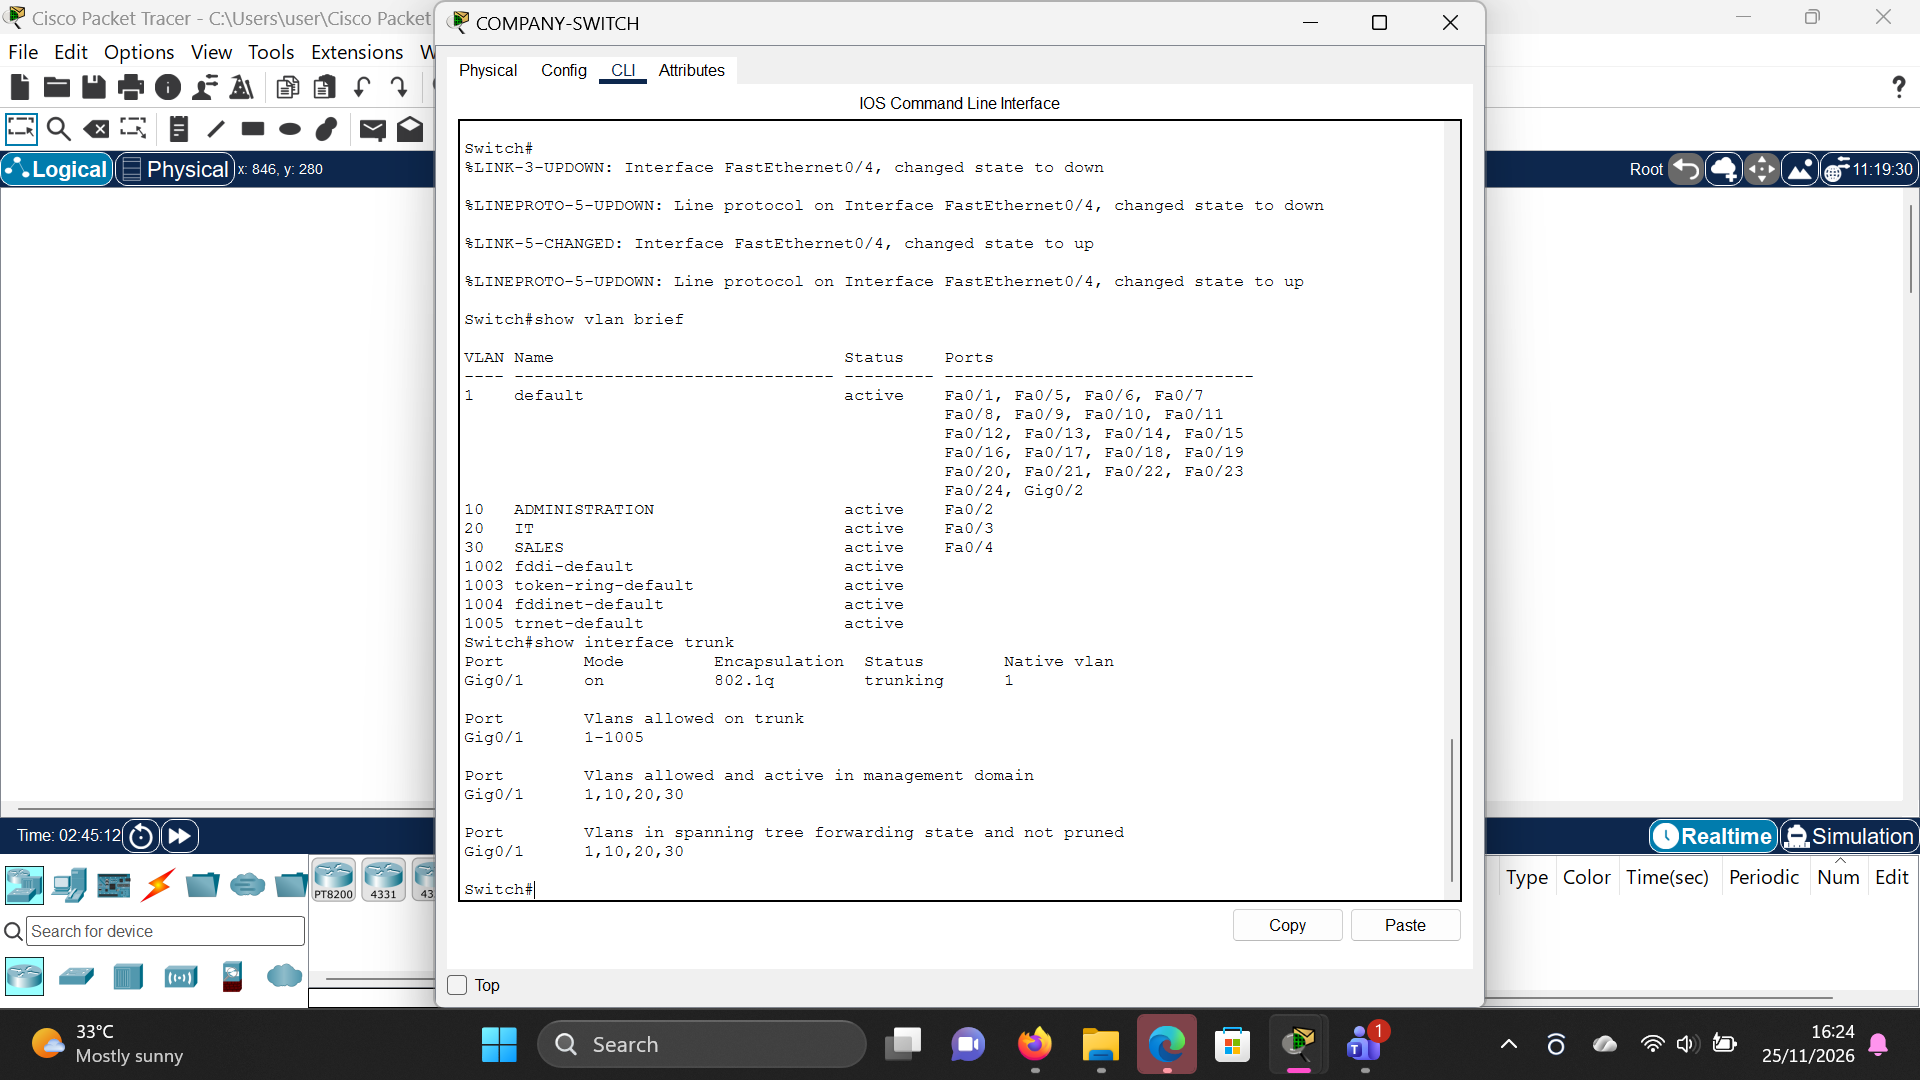 Cisco Packet Tracer - C:\Users\user\Cisco Packet
File Edit Options View Tools Extensions W
Logical Physical x: 846, y: 280
Root 11:19:30
COMPANY-SWITCH
Physical Config CLI Attributes
IOS Command Line Interface
Switch#
%LINK-3-UPDOWN: Interface FastEthernet0/4, changed state to down
%LINEPROTO-5-UPDOWN: Line protocol on Interface FastEthernet0/4, changed state to down
%LINK-5-CHANGED: Interface FastEthernet0/4, changed state to up
%LINEPROTO-5-UPDOWN: Line protocol on Interface FastEthernet0/4, changed state to up
Switch#show vlan brief
VLAN Name Status Ports
---- -------------------------------- --------- -------------------------------
1 default active Fa0/1, Fa0/5, Fa0/6, Fa0/7
Fa0/8, Fa0/9, Fa0/10, Fa0/11
Fa0/12, Fa0/13, Fa0/14, Fa0/15
Fa0/16, Fa0/17, Fa0/18, Fa0/19
Fa0/20, Fa0/21, Fa0/22, Fa0/23
Fa0/24, Gig0/2
10 ADMINISTRATION active Fa0/2
20 IT active Fa0/3
30 SALES active Fa0/4
1002 fddi-default active
1003 token-ring-default active
1004 fddinet-default active
1005 trnet-default active
Switch#show interface trunk
Port Mode Encapsulation Status Native vlan
Gig0/1 on 802.1q trunking 1
Port Vlans allowed on trunk
Gig0/1 1-1005
Port Vlans allowed and active in management domain
Gig0/1 1,10,20,30
Port Vlans in spanning tree forwarding state and not pruned
Gig0/1 1,10,20,30
Switch#
Copy Paste
Top
Time: 02:45:12
Realtime Simulation
PT8200 4331 43
Search for device
Type Color Time(sec) Periodic Num Edit
33°C
Mostly sunny
Search
1
16:24
25/11/2026